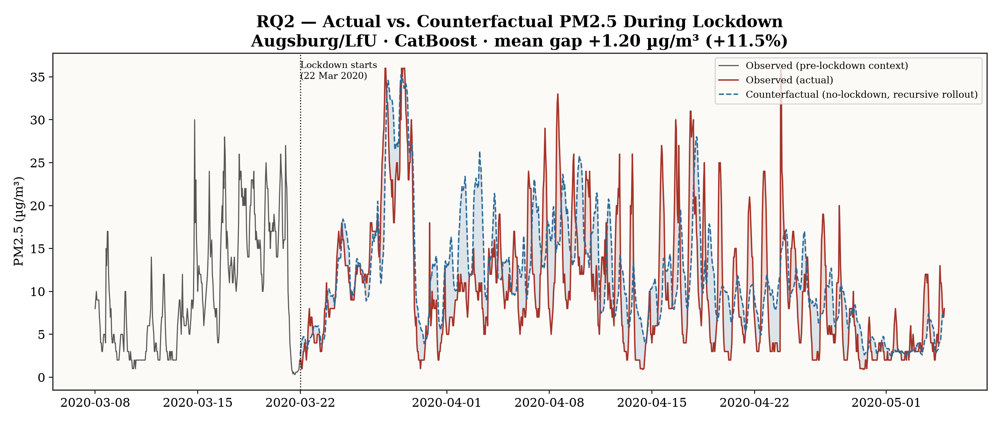 RQ2 — Actual vs. Counterfactual PM2.5 During Lockdown
Augsburg/LfU · CatBoost · mean gap +1.20 µg/m³ (+11.5%)
Lockdown starts
(22 Mar 2020)
Observed (pre-lockdown context)
Observed (actual)
Counterfactual (no-lockdown, recursive rollout)
PM2.5 (µg/m³)
35
30
25
20
15
10
5
0
2020-03-08
2020-03-15
2020-03-22
2020-04-01
2020-04-08
2020-04-15
2020-04-22
2020-05-01